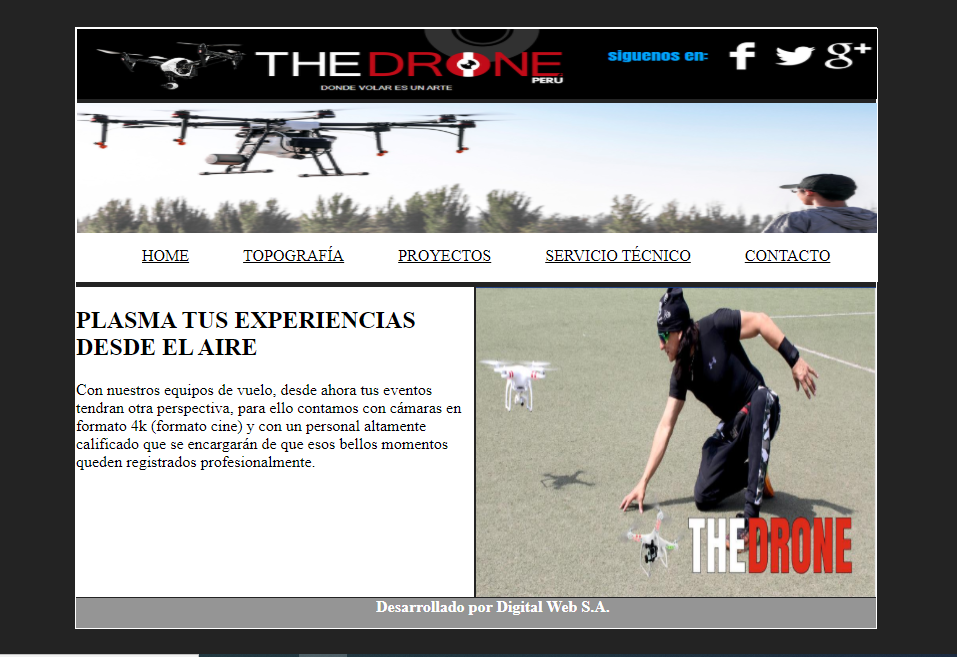 THE DRONE
PERU
DONDE VOLAR ES UN ARTE
siguenos en:
HOME TOPOGRAFÍA PROYECTOS SERVICIO TÉCNICO CONTACTO
PLASMA TUS EXPERIENCIAS
DESDE EL AIRE
Con nuestros equipos de vuelo, desde ahora tus eventos
tendran otra perspectiva, para ello contamos con cámaras en
formato 4k (formato cine) y con un personal altamente
calificado que se encargarán de que esos bellos momentos
queden registrados profesionalmente.
THEDRONE
Desarrollado por Digital Web S.A.